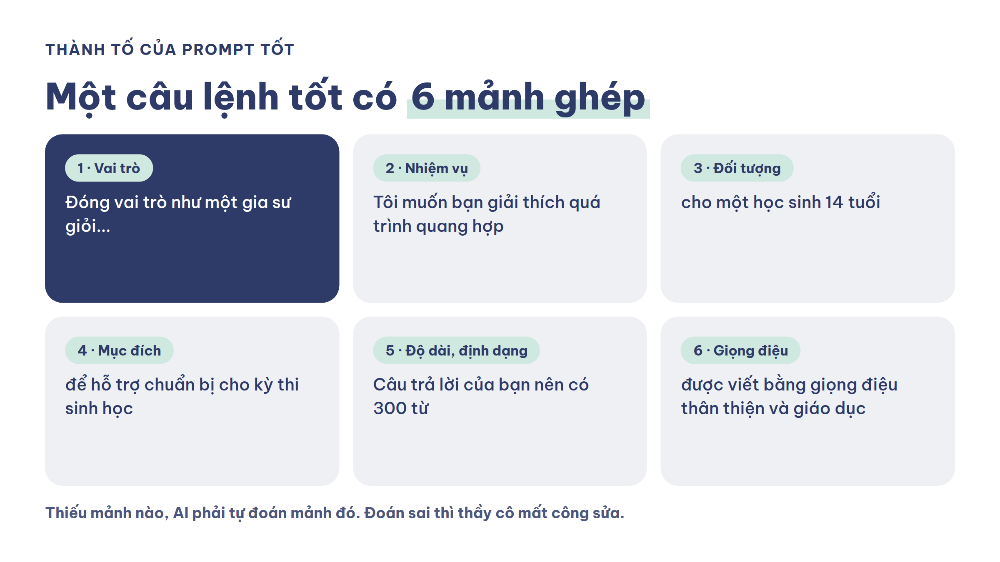 THÀNH TỐ CỦA PROMPT TỐT
Một câu lệnh tốt có 6 mảnh ghép
1 · Vai trò
Đóng vai trò như một gia sư
giỏi...
2 · Nhiệm vụ
Tôi muốn bạn giải thích quá
trình quang hợp
3 · Đối tượng
cho một học sinh 14 tuổi
4 · Mục đích
để hỗ trợ chuẩn bị cho kỳ thi
sinh học
5 · Độ dài, định dạng
Câu trả lời của bạn nên có
300 từ
6 · Giọng điệu
được viết bằng giọng điệu
thân thiện và giáo dục
Thiếu mảnh nào, AI phải tự đoán mảnh đó. Đoán sai thì thầy cô mất công sửa.